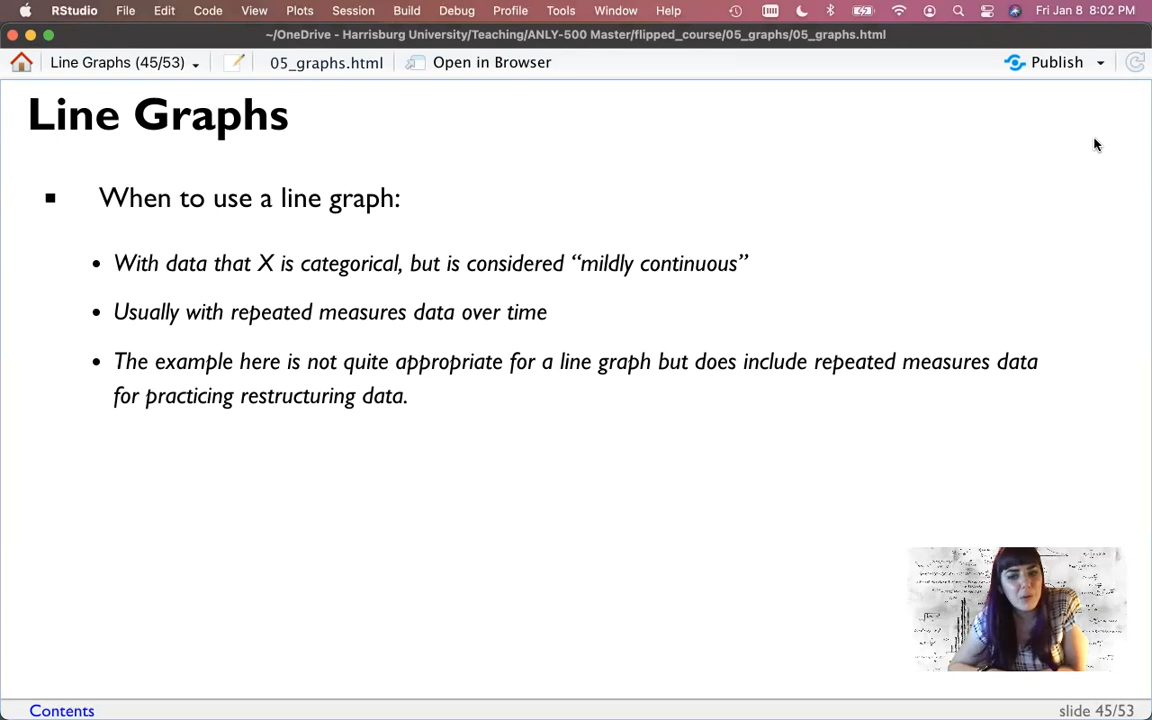 RStudio File Edit Code View Plots Session Build Debug Profile Tools Window Help Fri Jan 8 8:02 PM
~/OneDrive - Harrisburg University/Teaching/ANLY-500 Master/flipped_course/05_graphs/05_graphs.html
Line Graphs (45/53) 05_graphs.html Open in Browser Publish
Line Graphs
When to use a line graph:
With data that X is categorical, but is considered “mildly continuous”
Usually with repeated measures data over time
The example here is not quite appropriate for a line graph but does include repeated measures data
for practicing restructuring data.
Contents slide 45/53